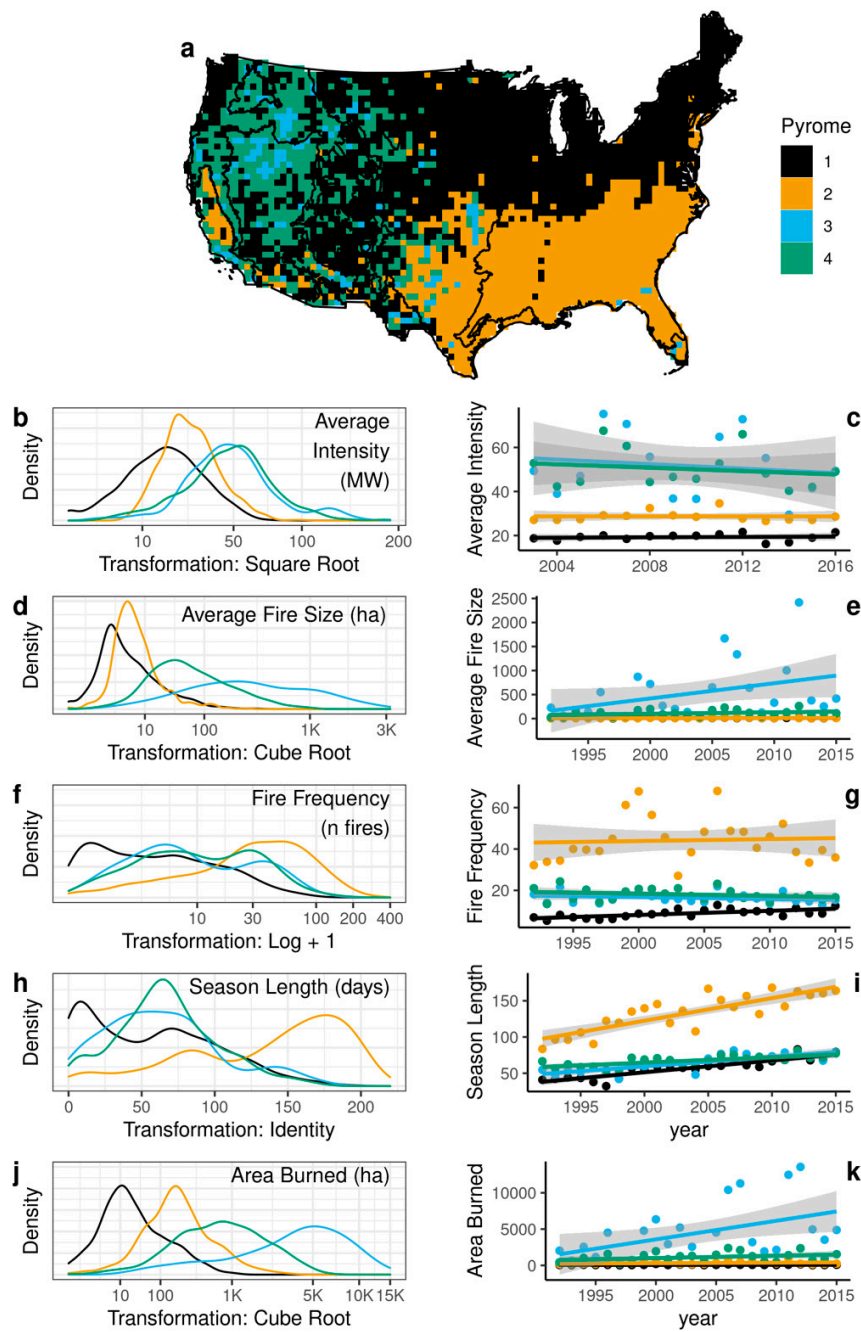 a
Pyrome
1
2
3
4
b
Average
Intensity
(MW)
Density
10 50 100 200
Transformation: Square Root
c
Average Intensity
60
40
20
2004 2008 2012 2016
d
Average Fire Size (ha)
Density
10 100 1K 3K
Transformation: Cube Root
e
Average Fire Size
2500
2000
1500
1000
500
0
1995 2000 2005 2010 2015
f
Fire Frequency
(n fires)
Density
10 30 100 200 400
Transformation: Log + 1
g
Fire Frequency
60
40
20
1995 2000 2005 2010 2015
h
Season Length (days)
Density
0 50 100 150 200
Transformation: Identity
i
Season Length
150
100
50
1995 2000 2005 2010 2015
year
j
Area Burned (ha)
Density
10 100 1K 5K 10K 15K
Transformation: Cube Root
k
Area Burned
10000
5000
0
1995 2000 2005 2010 2015
year